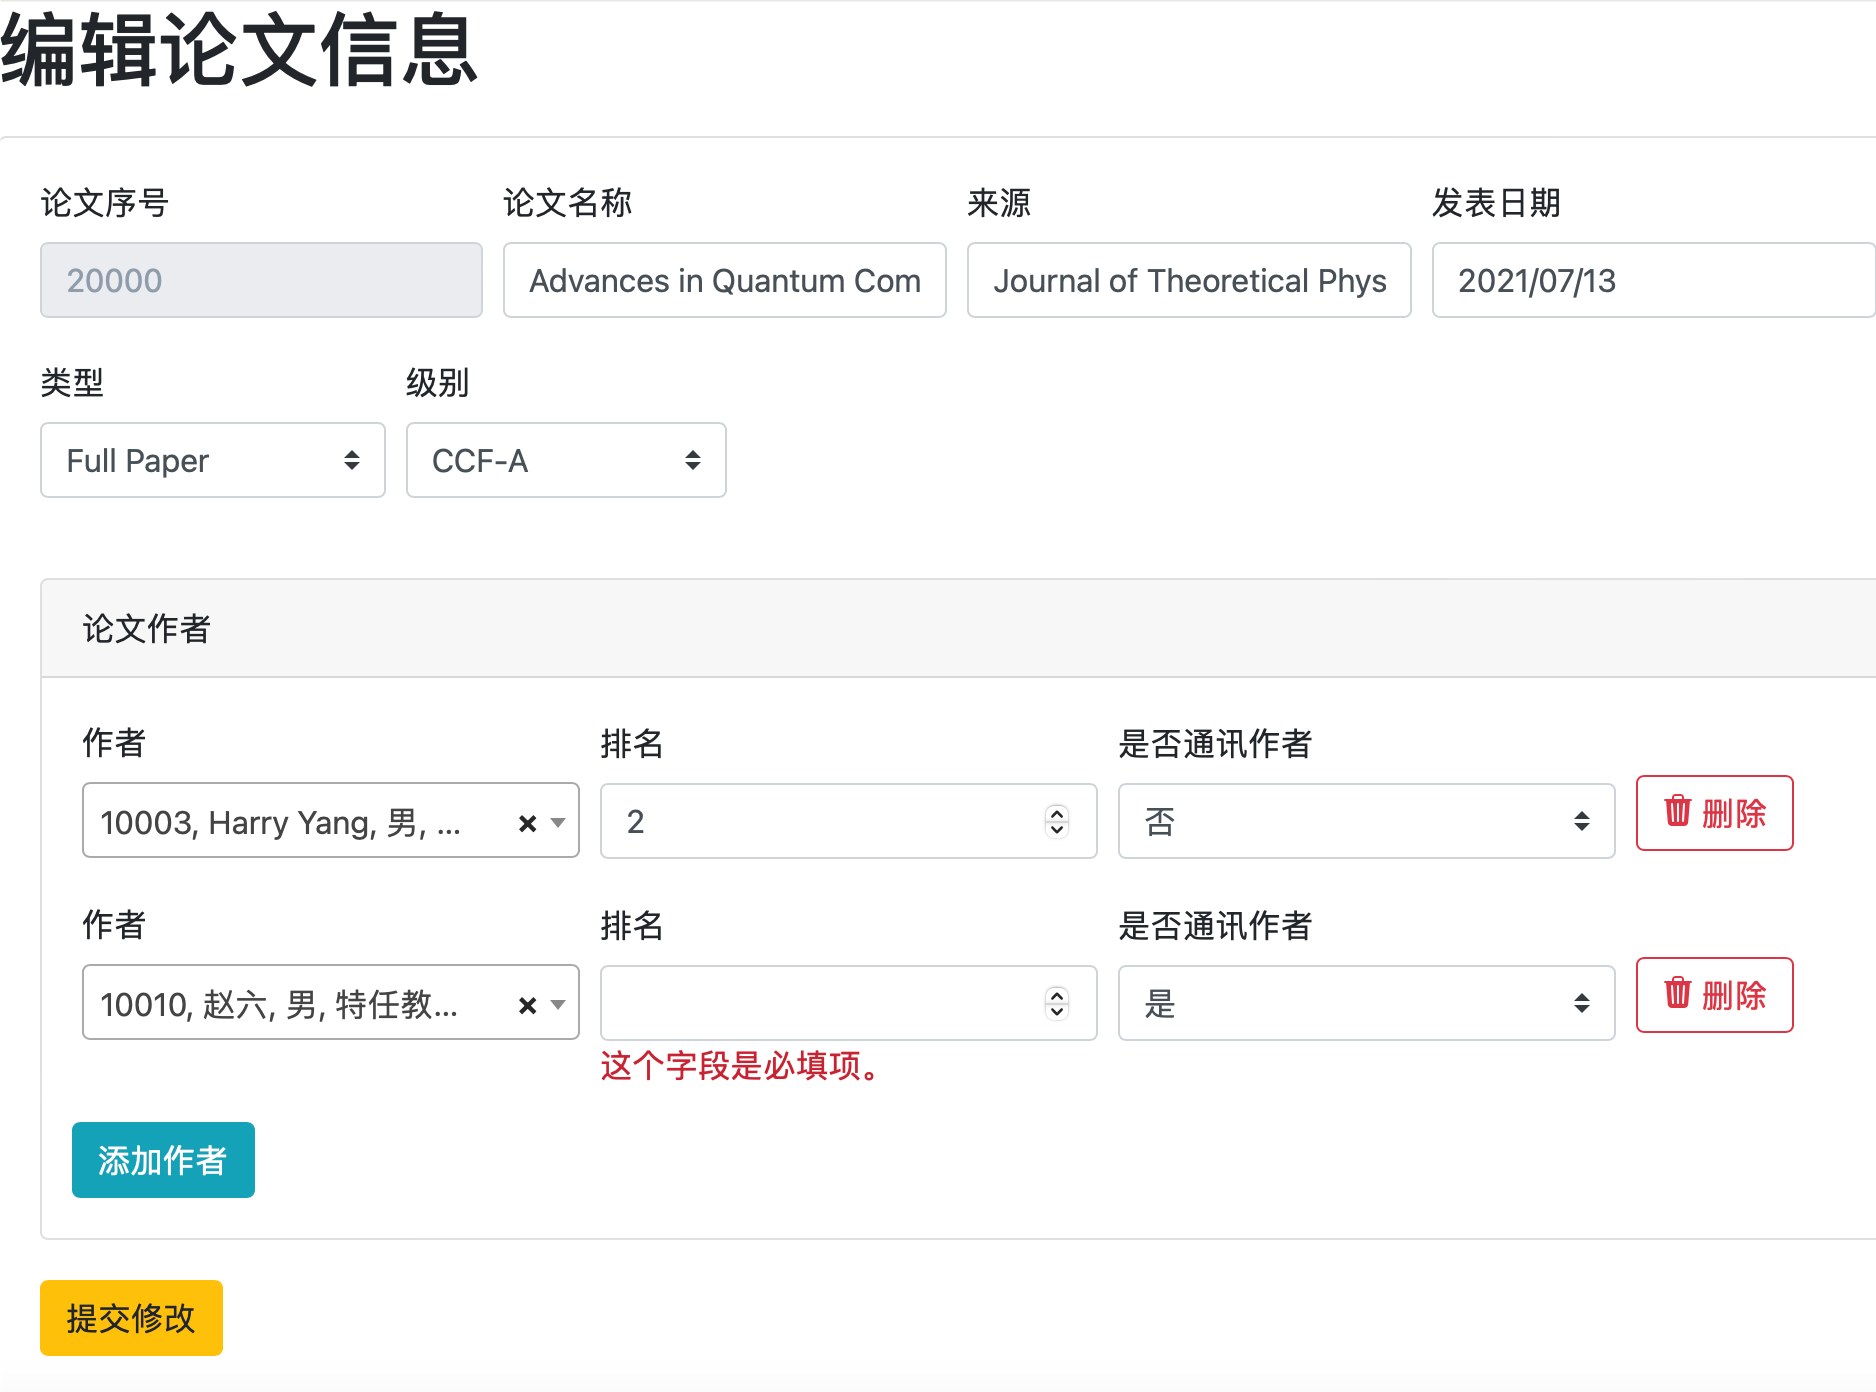 编辑论文信息
论文序号 论文名称 来源 发表日期
20000 Advances in Quantum Com Journal of Theoretical Phys 2021/07/13
类型 级别
Full Paper CCF-A
论文作者
作者 排名 是否通讯作者
10003, Harry Yang, 男, ... × 2 否 删除
作者 排名 是否通讯作者
10010, 赵六, 男, 特任教... × 是 删除
这个字段是必填项。
添加作者
提交修改